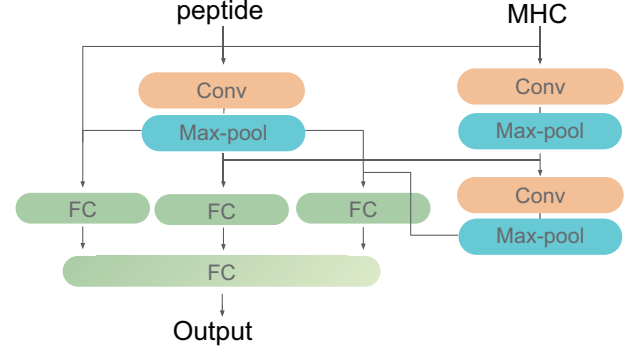 peptide MHC
Conv Conv
Max-pool Max-pool
FC FC FC Conv
Max-pool
FC
Output